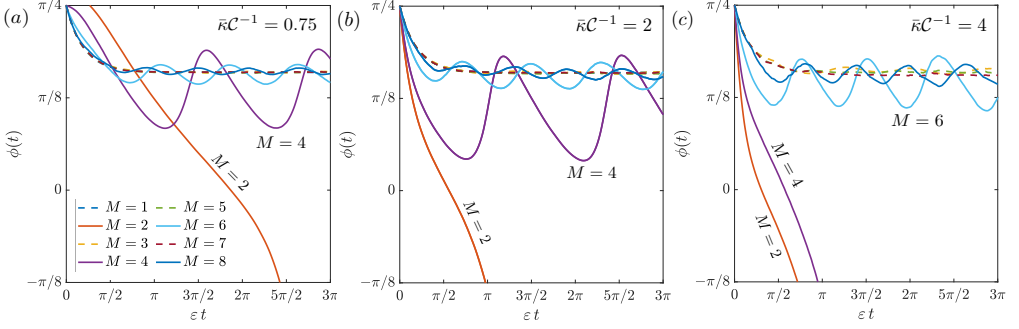 (a)
κ̄𝒞⁻¹ = 0.75
π/4
π/8
0
−π/8
ϕ(t)
M = 4
M = 2
M = 1
M = 2
M = 3
M = 4
M = 5
M = 6
M = 7
M = 8
0 π/2 π 3π/2 2π 5π/2 3π
ε t
(b)
κ̄𝒞⁻¹ = 2
π/4
π/8
0
−π/8
ϕ(t)
M = 4
M = 2
0 π/2 π 3π/2 2π 5π/2 3π
ε t
(c)
κ̄𝒞⁻¹ = 4
π/4
π/8
0
−π/8
ϕ(t)
M = 6
M = 4
M = 2
0 π/2 π 3π/2 2π 5π/2 3π
ε t